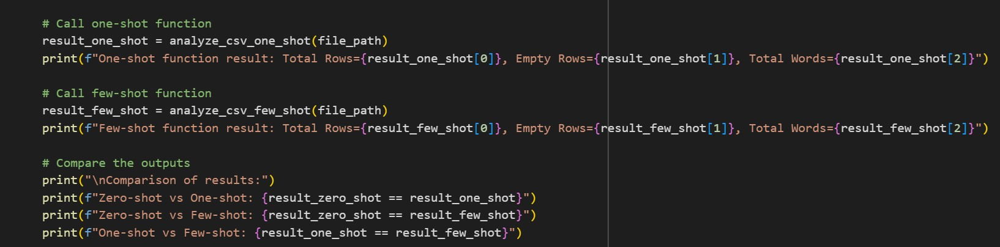 # Call one-shot function
result_one_shot = analyze_csv_one_shot(file_path)
print(f"One-shot function result: Total Rows={result_one_shot[0]}, Empty Rows={result_one_shot[1]}, Total Words={result_one_shot[2]}")
# Call few-shot function
result_few_shot = analyze_csv_few_shot(file_path)
print(f"Few-shot function result: Total Rows={result_few_shot[0]}, Empty Rows={result_few_shot[1]}, Total Words={result_few_shot[2]}")
# Compare the outputs
print("\nComparison of results:")
print(f"Zero-shot vs One-shot: {result_zero_shot == result_one_shot}")
print(f"Zero-shot vs Few-shot: {result_zero_shot == result_few_shot}")
print(f"One-shot vs Few-shot: {result_one_shot == result_few_shot}")